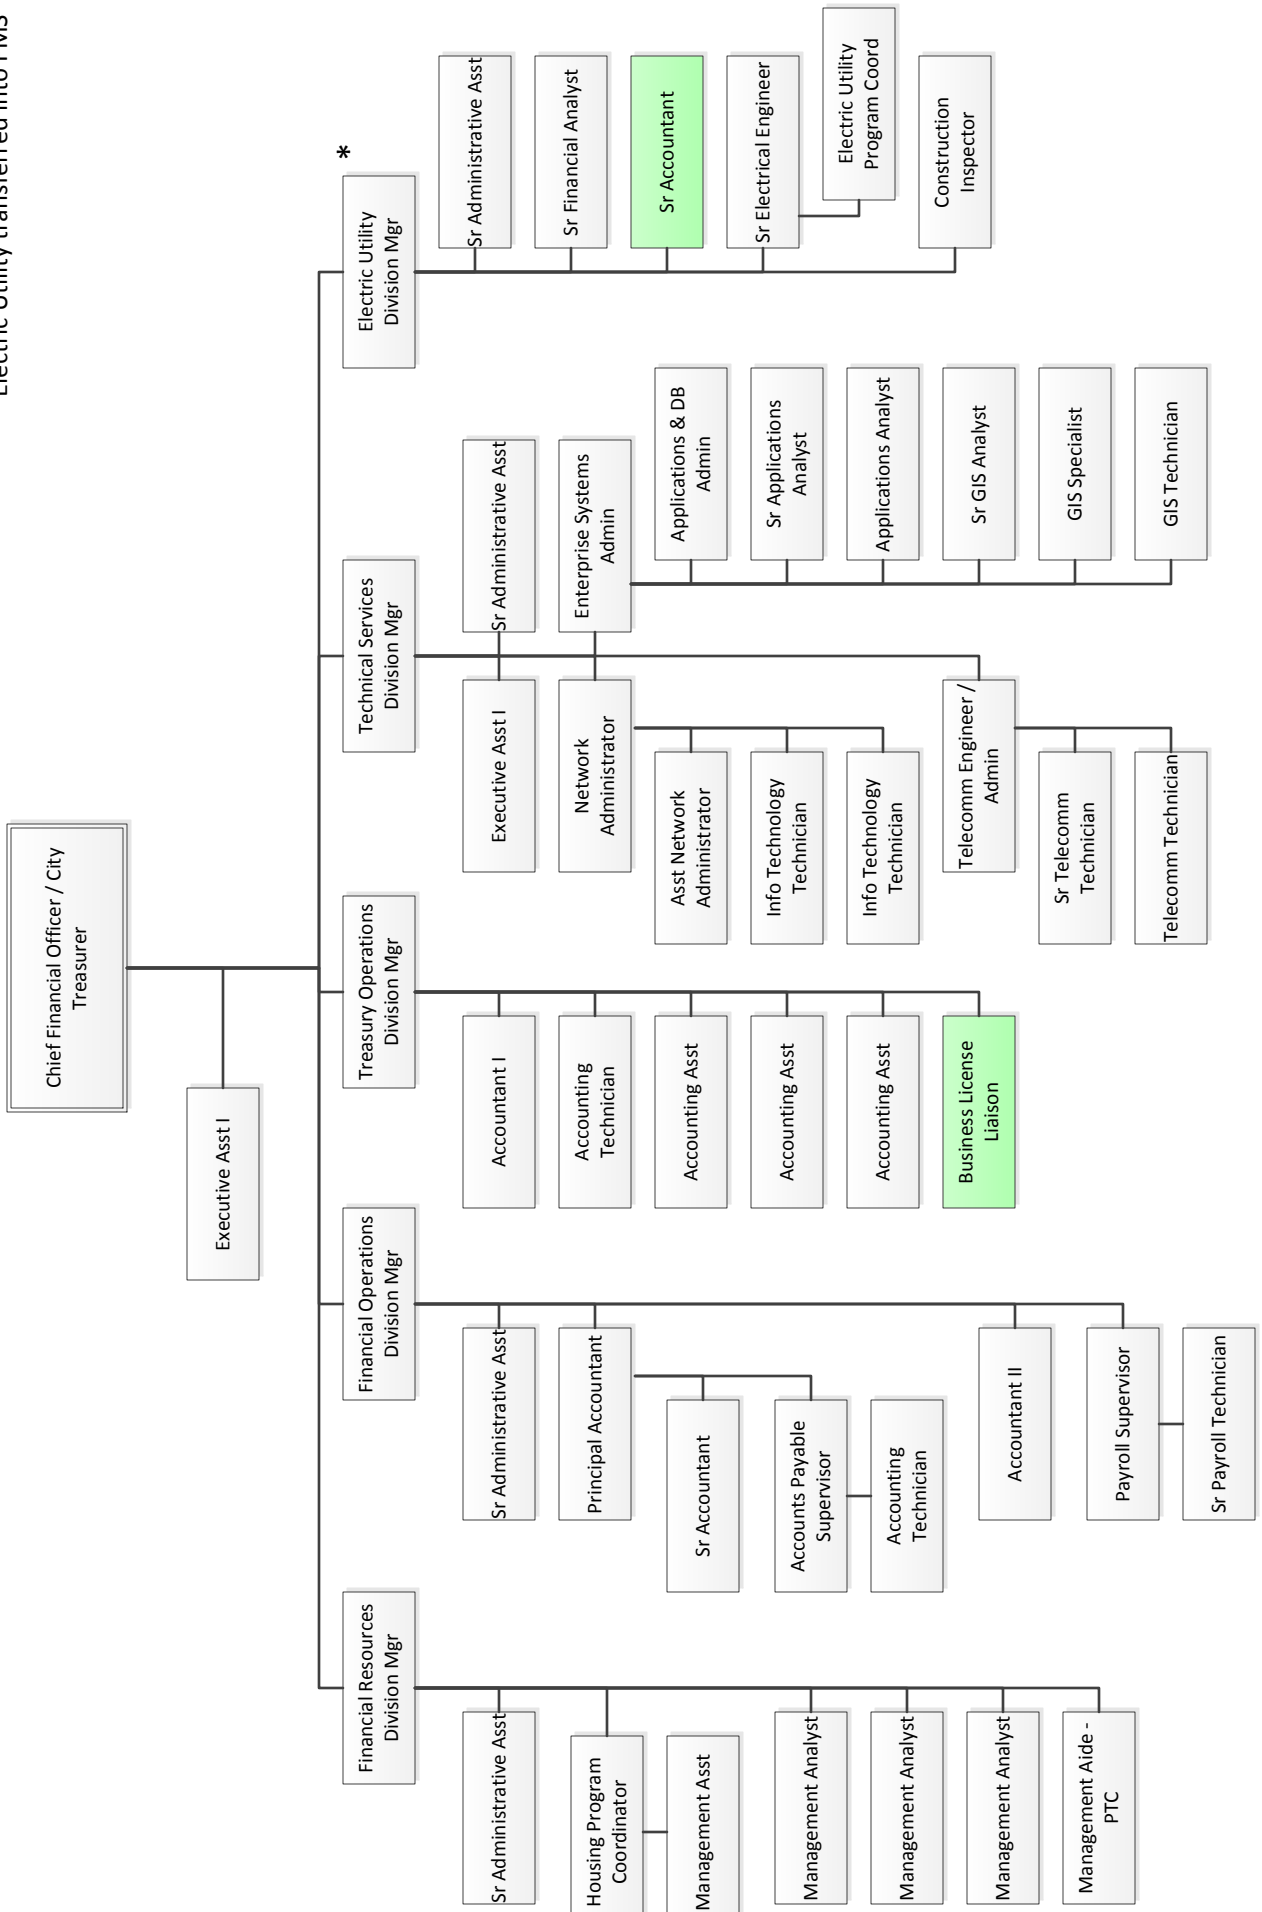 Electric Utility transferred into FMS
Chief Financial Officer / City
Treasurer
Executive Asst I
Financial Resources
Division Mgr
Sr Administrative Asst
Housing Program
Coordinator
Management Asst
Management Analyst
Management Analyst
Management Analyst
Management Aide -
PTC
Financial Operations
Division Mgr
Sr Administrative Asst
Principal Accountant
Sr Accountant
Accounts Payable
Supervisor
Accounting
Technician
Accountant II
Payroll Supervisor
Sr Payroll Technician
Treasury Operations
Division Mgr
Accountant I
Accounting
Technician
Accounting Asst
Accounting Asst
Accounting Asst
Business License
Liaison
Technical Services
Division Mgr
Executive Asst I
Sr Administrative Asst
Network
Administrator
Asst Network
Administrator
Info Technology
Technician
Info Technology
Technician
Enterprise Systems
Admin
Applications & DB
Admin
Sr Applications
Analyst
Applications Analyst
Sr GIS Analyst
GIS Specialist
GIS Technician
Telecomm Engineer /
Admin
Sr Telecomm
Technician
Telecomm Technician
Electric Utility
Division Mgr
*
Sr Administrative Asst
Sr Financial Analyst
Sr Accountant
Sr Electrical Engineer
Electric Utility
Program Coord
Construction
Inspector